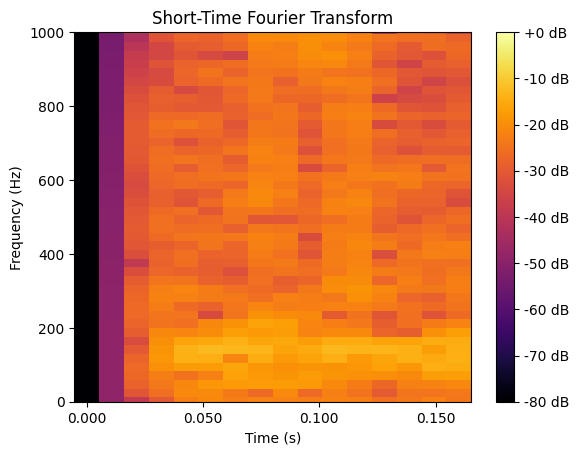 Short-Time Fourier Transform
Frequency (Hz)
1000
800
600
400
200
0
0.000
0.050
0.100
0.150
Time (s)
+0 dB
-10 dB
-20 dB
-30 dB
-40 dB
-50 dB
-60 dB
-70 dB
-80 dB